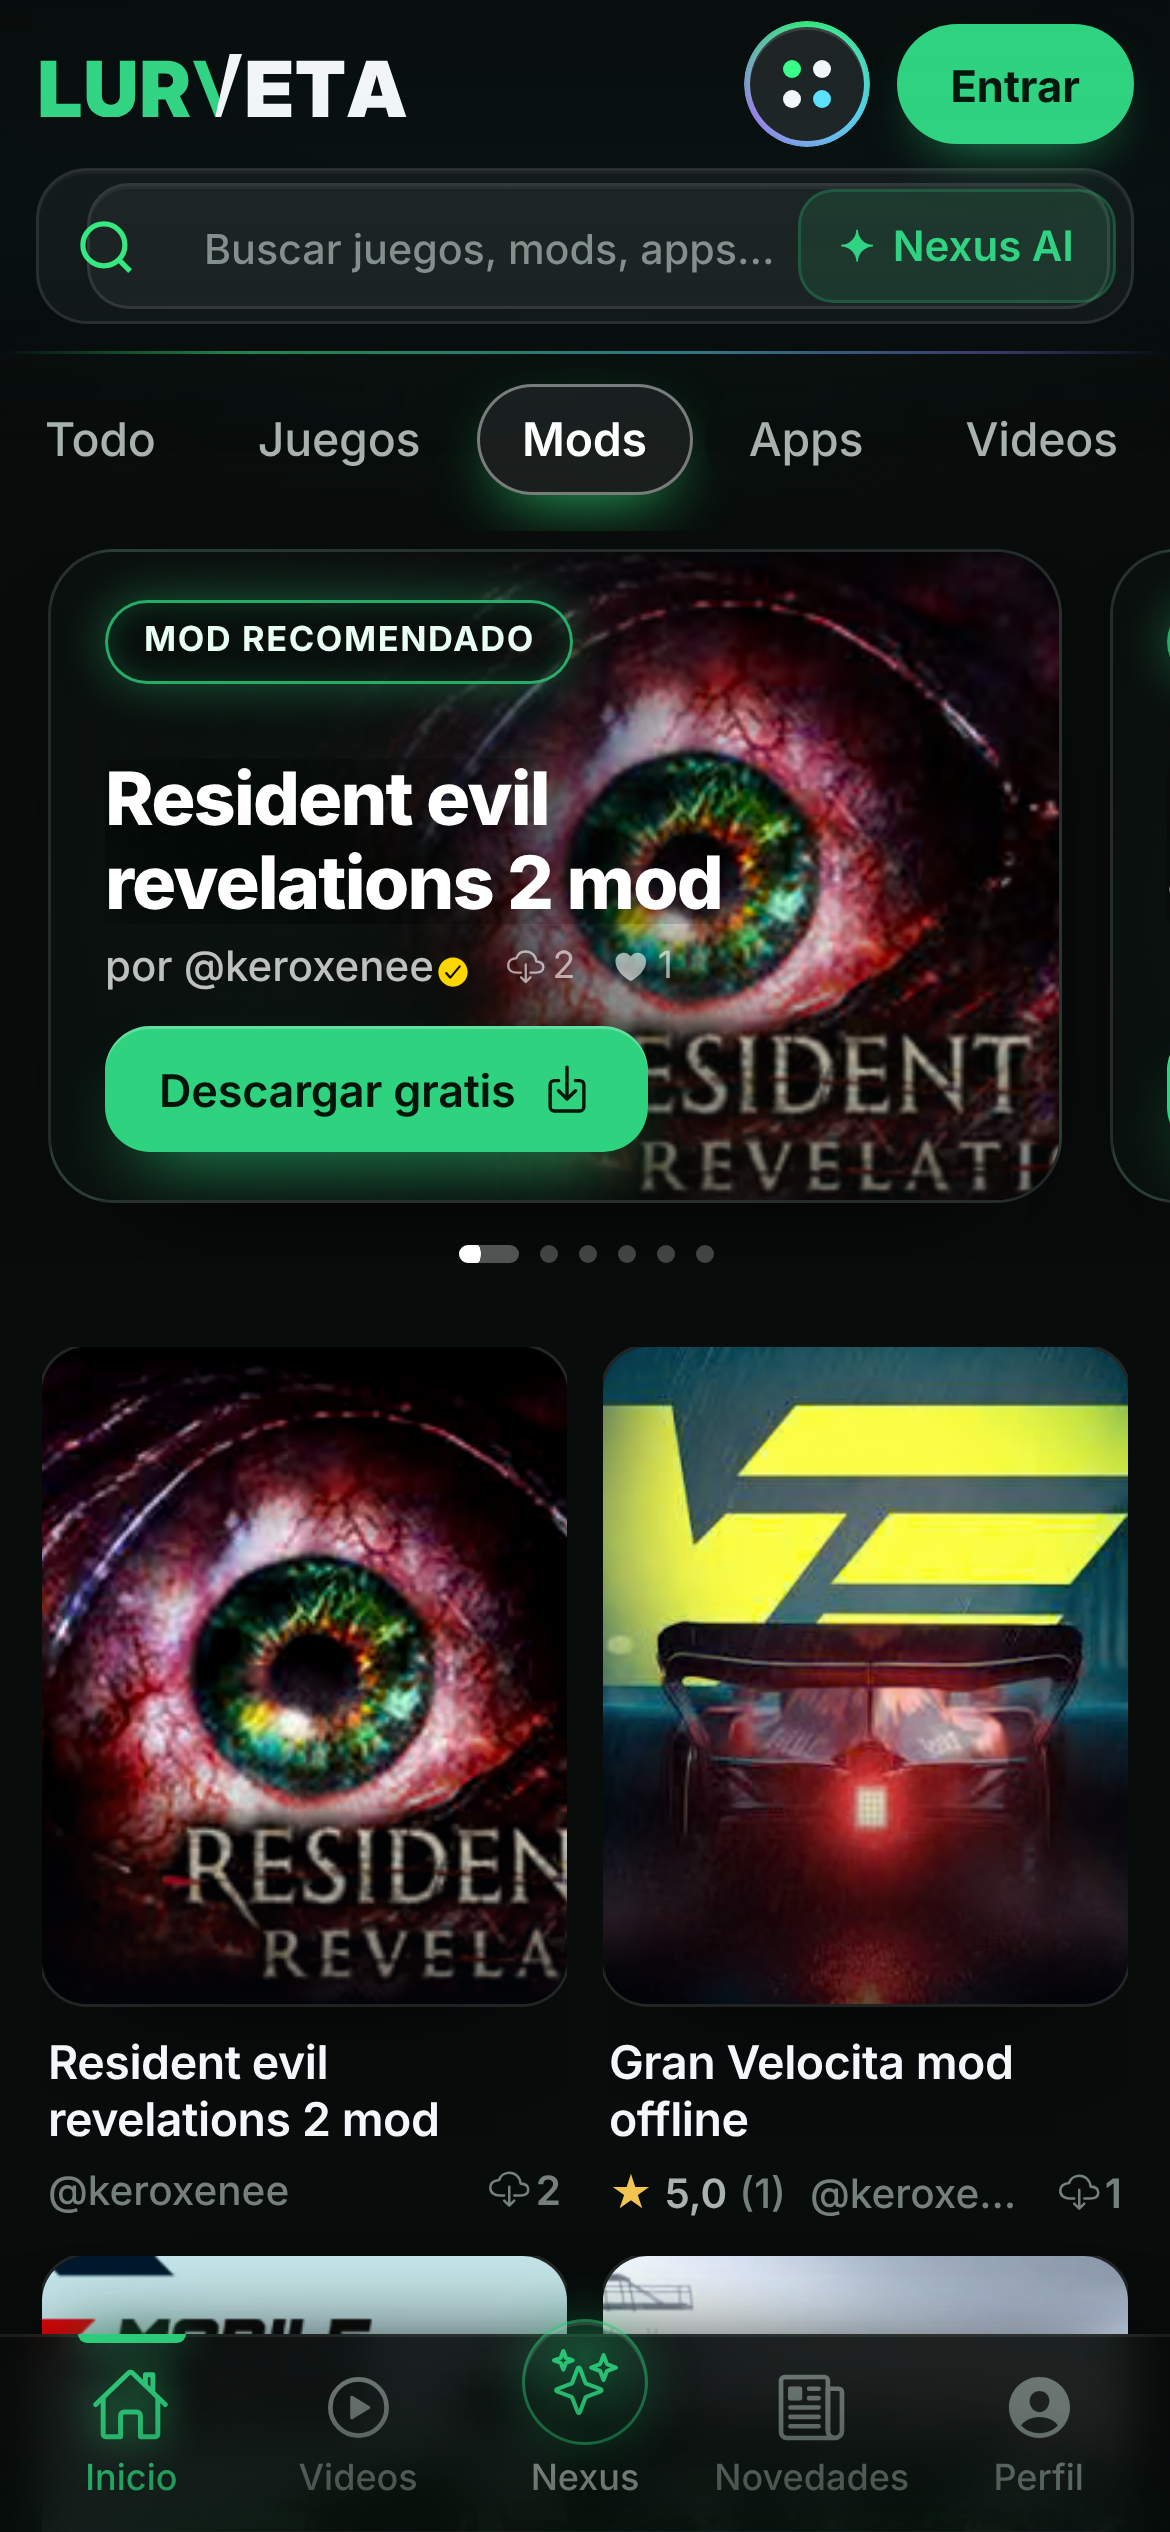 LURVETA
Entrar
Buscar juegos, mods, apps...
Nexus AI
Todo
Juegos
Mods
Apps
Videos
MOD RECOMENDADO
Resident evil
revelations 2 mod
por @keroxenee
2
1
ESIDENT
REVELATI
Descargar gratis
RESIDEN
REVELA
Resident evil
revelations 2 mod
@keroxenee
2
Gran Velocita mod
offline
5,0 (1) @keroxe...
1
MOBILE
Inicio
Videos
Nexus
Novedades
Perfil